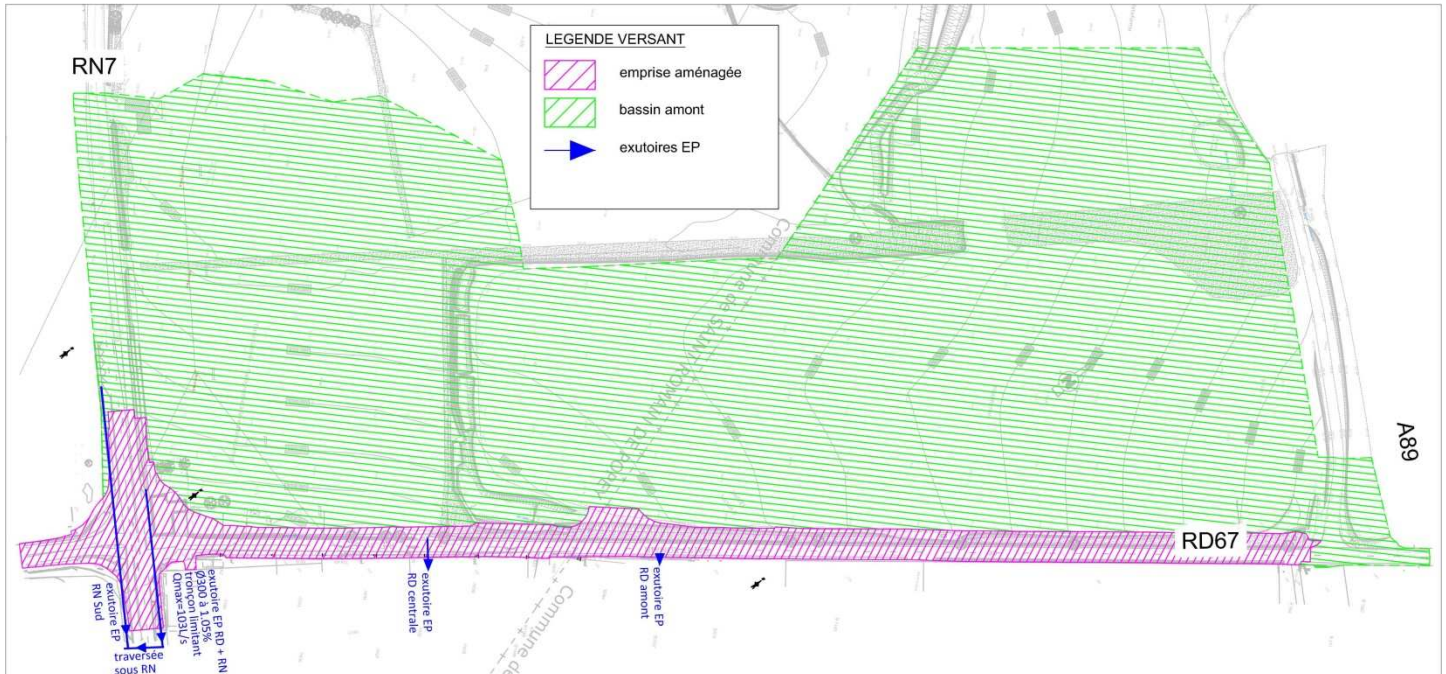 RN7
LEGENDE VERSANT
emprise aménagée
bassin amont
exutoires EP
Commune de SAINT ROMAIN DE POPEY
Commune de
A89
RD67
exutoire EP
RN Sud
exutoire EP RD + RN
Ø300 à 1.05%
tronçon limitant
Qmax=103L/s
traversée
sous RN
exutoire EP
RD centrale
exutoire EP
RD amont